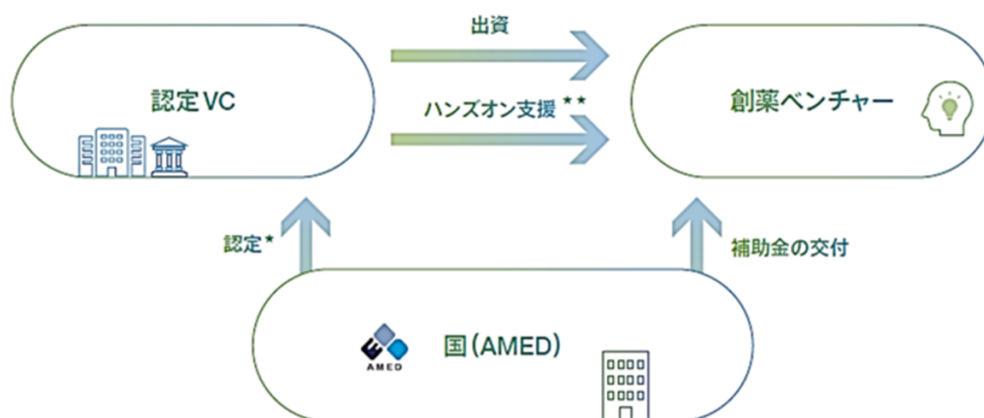 出資
認定VC
ハンズオン支援★★
創薬ベンチャー
認定★
補助金の交付
国(AMED)
AMED